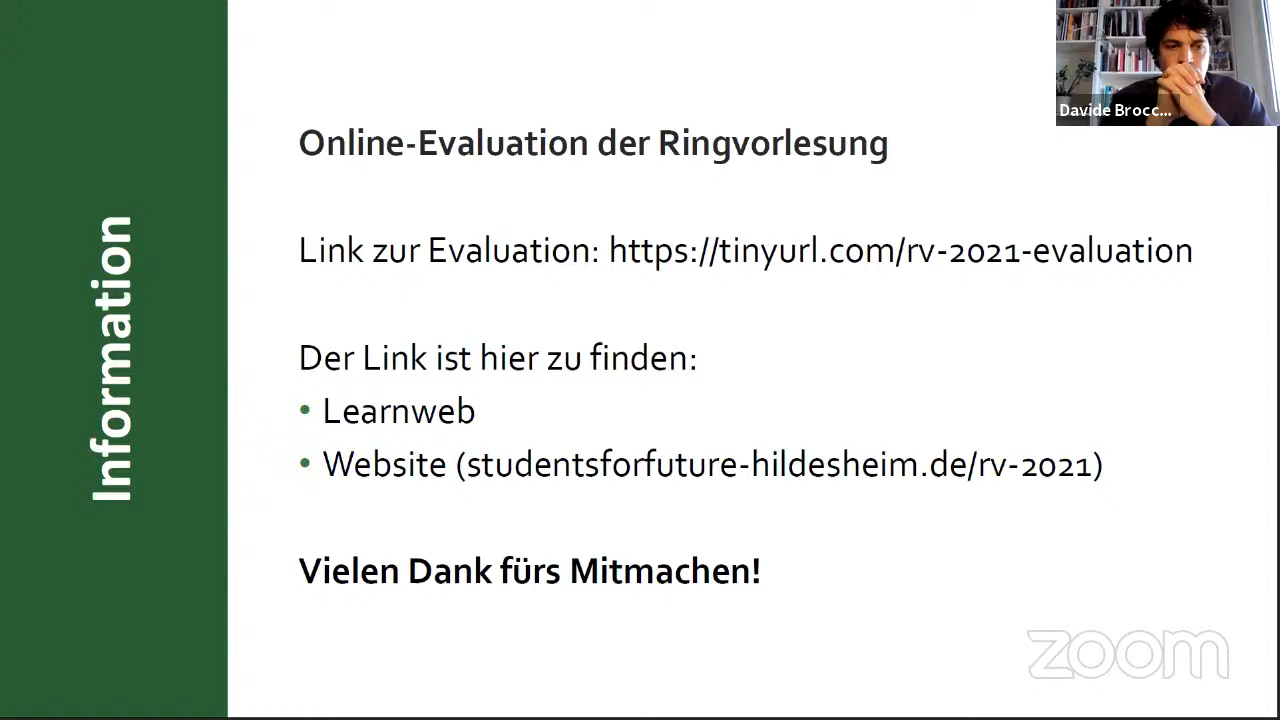 Davide Brocc...
Online-Evaluation der Ringvorlesung
Link zur Evaluation: https://tinyurl.com/rv-2021-evaluation
Der Link ist hier zu finden:
• Learnweb
• Website (studentsforfuture-hildesheim.de/rv-2021)
Vielen Dank fürs Mitmachen!
Information
zoom